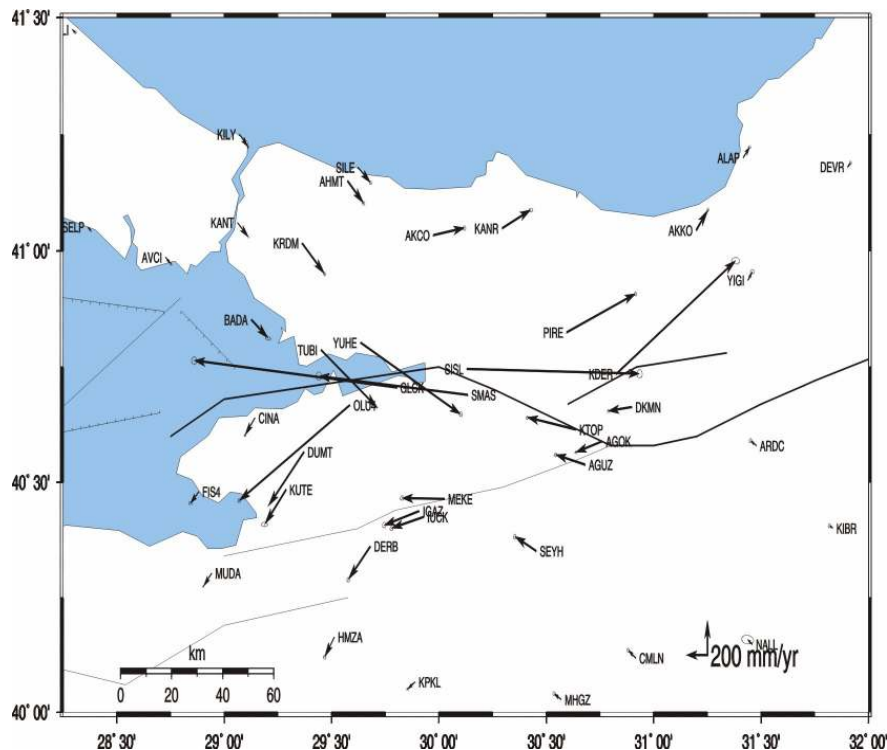 41˚ 30'
KILY
SILE
ALAP
DEVR
AHMT
SELP
KANT
KRDM
AKCO
KANR
AKKO
41˚ 00'
AVCI
YIGI
BADA
YUHE
TUBI
PIRE
SISL
KDER
GLCK
SMAS
OLU4
DKMN
CINA
KTOP
AGOK
ARDC
DUMT
AGUZ
40˚ 30'
FIS4
KUTE
MEKE
IGAZ
IUCK
KIBR
DERB
SEYH
MUDA
HMZA
km
NALL
CMLN
200 mm/yr
0 20 40 60
KPKL
MHGZ
40˚ 00'
28˚ 30' 29˚ 00' 29˚ 30' 30˚ 00' 30˚ 30' 31˚ 00' 31˚ 30' 32˚ 00'